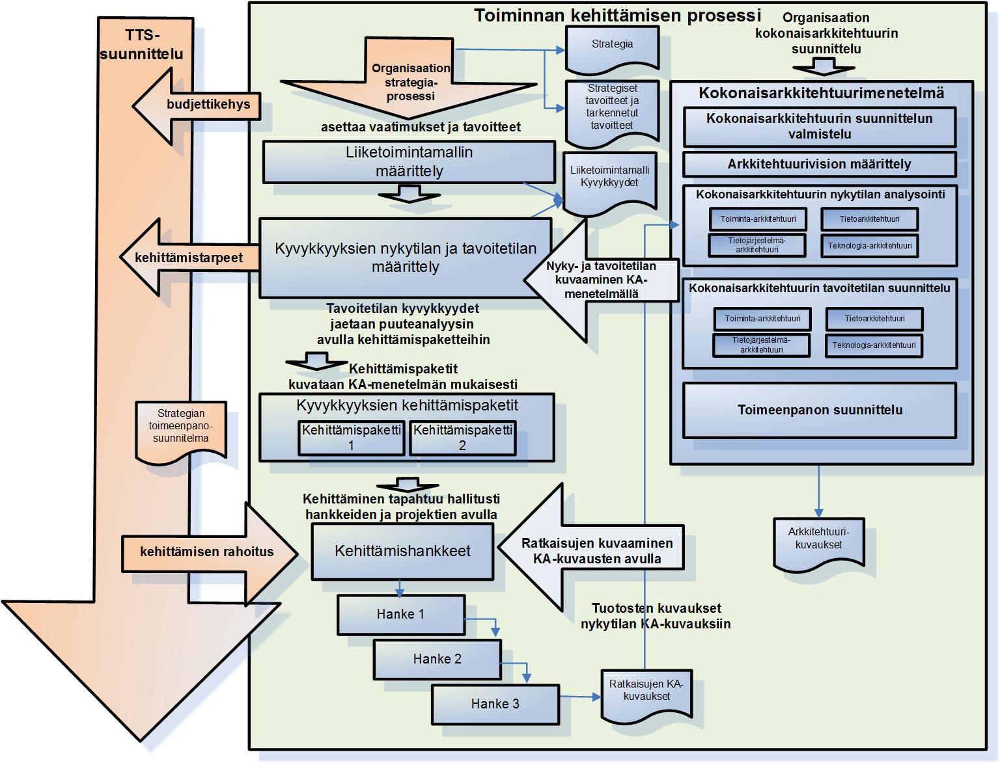 Toiminnan kehittämisen prosessi
TTS-
suunnittelu
budjettikehys
kehittämistarpeet
Strategian
toimeenpano-
suunnitelma
kehittämisen rahoitus
Organisaation
strategia-
prosessi
asettaa vaatimukset ja tavoitteet
Strategia
Strategiset
tavoitteet ja
tarkennetut
tavoitteet
Liiketoimintamallin
määrittely
Liiketoimintamalli
Kyvykkyydet
Kyvykkyyksien nykytilan ja tavoitetilan
määrittely
Nyky- ja tavoitetilan
kuvaaminen KA-
menetelmällä
Tavoitetilan kyvykkyydet
jaetaan puuteanalyysin
avulla kehittämispaketteihin
Kehittämispaketit
kuvataan KA-menetelmän mukaisesti
Kyvykkyyksien kehittämispaketit
Kehittämispaketti
1
Kehittämispaketti
2
Kehittäminen tapahtuu hallitusti
hankkeiden ja projektien avulla
Kehittämishankkeet
Ratkaisujen kuvaaminen
KA-kuvausten avulla
Hanke 1
Hanke 2
Hanke 3
Tuotosten kuvaukset
nykytilan KA-kuvauksiin
Ratkaisujen KA-
kuvaukset
Organisaation
kokonaisarkkitehtuurin
suunnittelu
Kokonaisarkkitehtuurimenetelmä
Kokonaisarkkitehtuurin suunnittelun
valmistelu
Arkkitehtuurivision määrittely
Kokonaisarkkitehtuurin nykytilan analysointi
Toiminta-arkkitehtuuri
Tietoarkkitehtuuri
Tietojärjestelmä-
arkkitehtuuri
Teknologia-arkkitehtuuri
Kokonaisarkkitehtuurin tavoitetilan suunnittelu
Toiminta-arkkitehtuuri
Tietoarkkitehtuuri
Tietojärjestelmä-
arkkitehtuuri
Teknologia-arkkitehtuuri
Toimeenpanon suunnittelu
Arkkitehtuuri-
kuvaukset